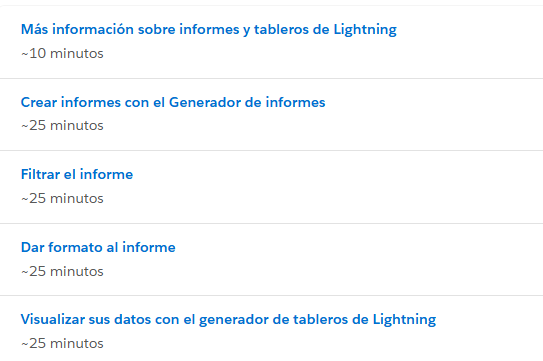 Más información sobre informes y tableros de Lightning
~10 minutos
Crear informes con el Generador de informes
~25 minutos
Filtrar el informe
~25 minutos
Dar formato al informe
~25 minutos
Visualizar sus datos con el generador de tableros de Lightning
~25 minutos